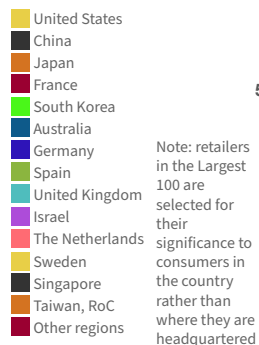 United States
China
Japan
France
South Korea
Australia
Germany
Spain
United Kingdom
Israel
The Netherlands
Sweden
Singapore
Taiwan, RoC
Other regions
Note: retailers
in the Largest
100 are
selected for
their
significance to
consumers in
the country
rather than
where they are
headquartered